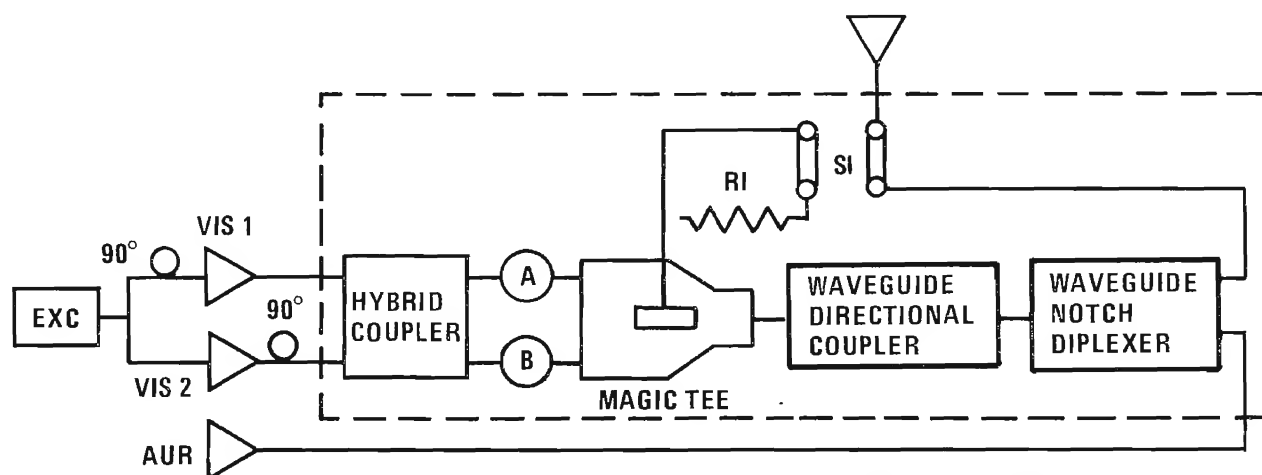 SI
RI
VIS 1
90°
90°
EXC
HYBRID
COUPLER
A
B
WAVEGUIDE
DIRECTIONAL
COUPLER
WAVEGUIDE
NOTCH
DIPLEXER
VIS 2
MAGIC TEE
AUR